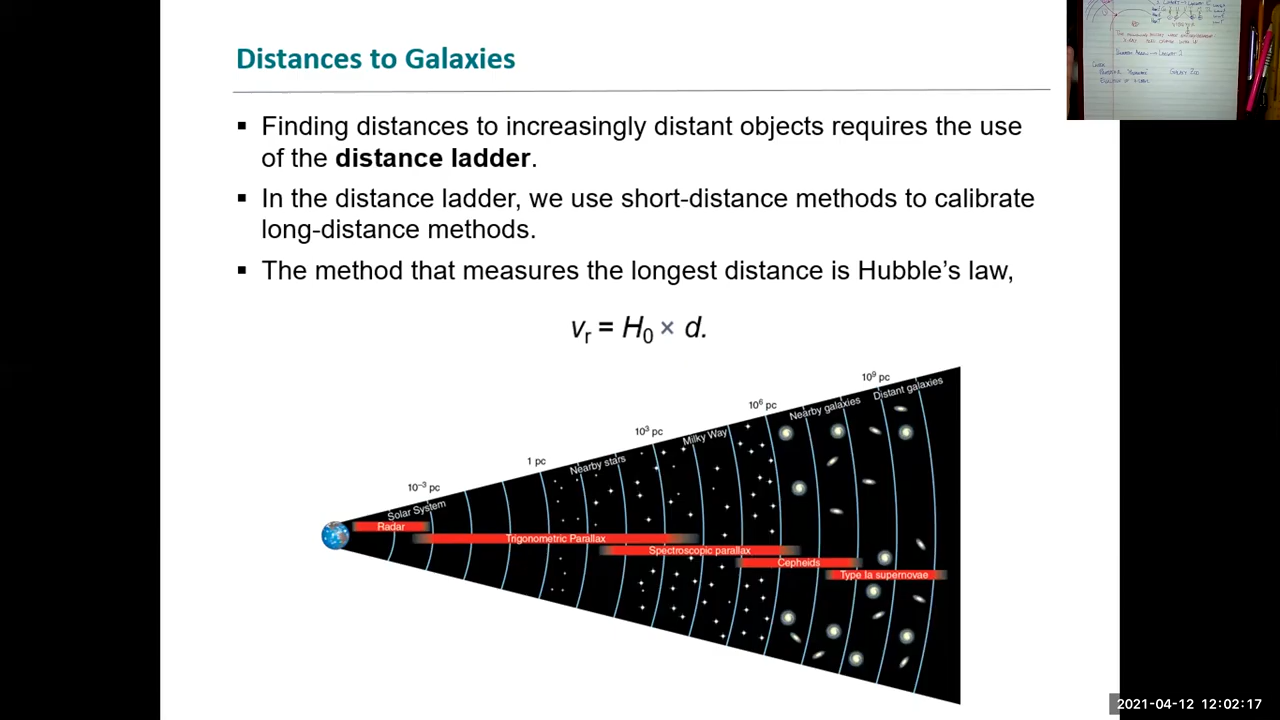 Distances to Galaxies
▪ Finding distances to increasingly distant objects requires the use
of the distance ladder.
▪ In the distance ladder, we use short-distance methods to calibrate
long-distance methods.
▪ The method that measures the longest distance is Hubble’s law,
vr = H0 × d.
10⁻³ pc
1 pc
10³ pc
10⁶ pc
10⁹ pc
Solar System
Nearby stars
Milky Way
Nearby galaxies
Distant galaxies
Radar
Trigonometric Parallax
Spectroscopic parallax
Cepheids
Type Ia supernovae
Galaxy Zoo
2021-04-12 12:02:17